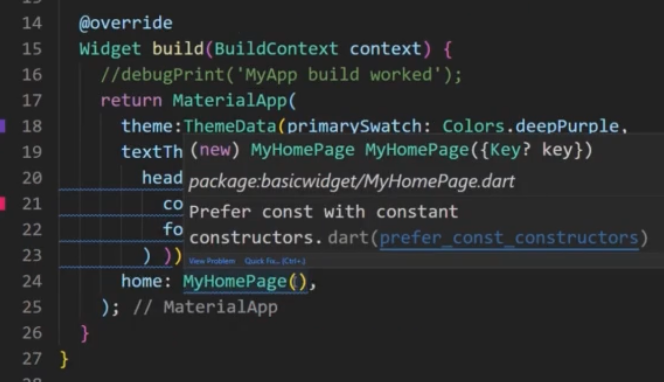 14 @override
15 Widget build(BuildContext context) {
16 //debugPrint('MyApp build worked');
17 return MaterialApp(
18 theme:ThemeData(primarySwatch: Colors.deepPurple,
19 textTh
(new) MyHomePage MyHomePage({Key? key})
20 head
package:basicwidget/MyHomePage.dart
21 co
Prefer const with constant
22 fo
constructors. dart(prefer_const_constructors)
23 ) ))
View Problem Quick Fix... (Ctrl+.)
24 home: MyHomePage(),
25 ); // MaterialApp
26 }
27 }